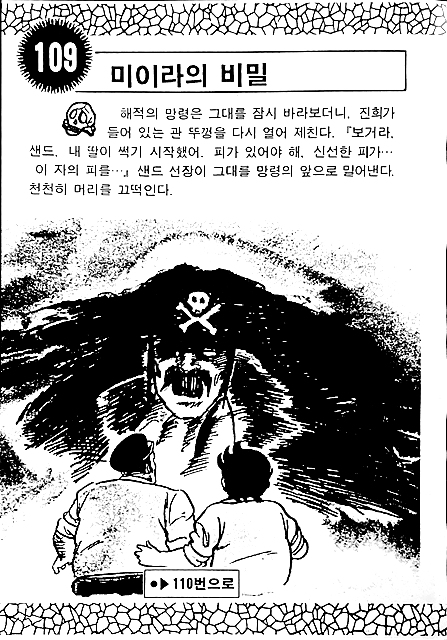 109
미이라의 비밀
해적의 망령은 그대를 잠시 바라보더니, 진희가
들어 있는 관 뚜껑을 다시 열어 제친다. 『보거라,
샌드. 내 딸이 썩기 시작했어. 피가 있어야 해, 신선한 피가…
이 자의 피를…』 샌드 선장이 그대를 망령의 앞으로 밀어낸다.
천천히 머리를 끄떡인다.
●▶110번으로